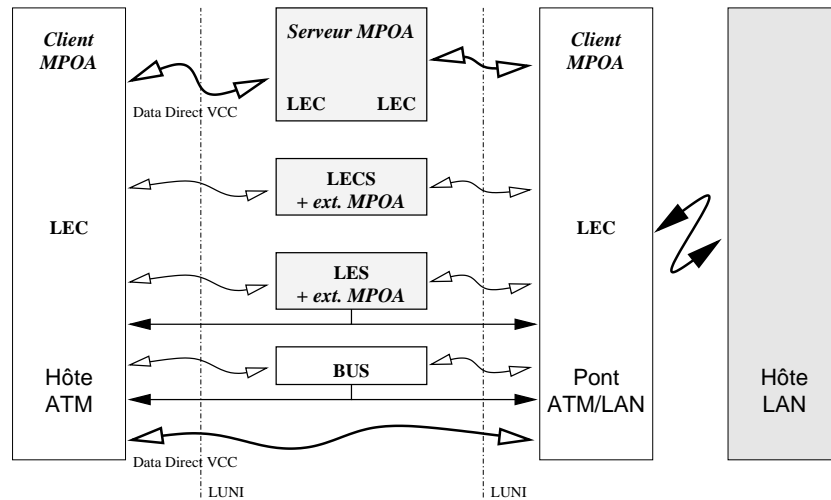 Client
MPOA
LEC
Hôte
ATM
Data Direct VCC
Data Direct VCC
LUNI
Serveur MPOA
LEC LEC
LECS
+ ext. MPOA
LES
+ ext. MPOA
BUS
LUNI
Client
MPOA
LEC
Pont
ATM/LAN
Hôte
LAN